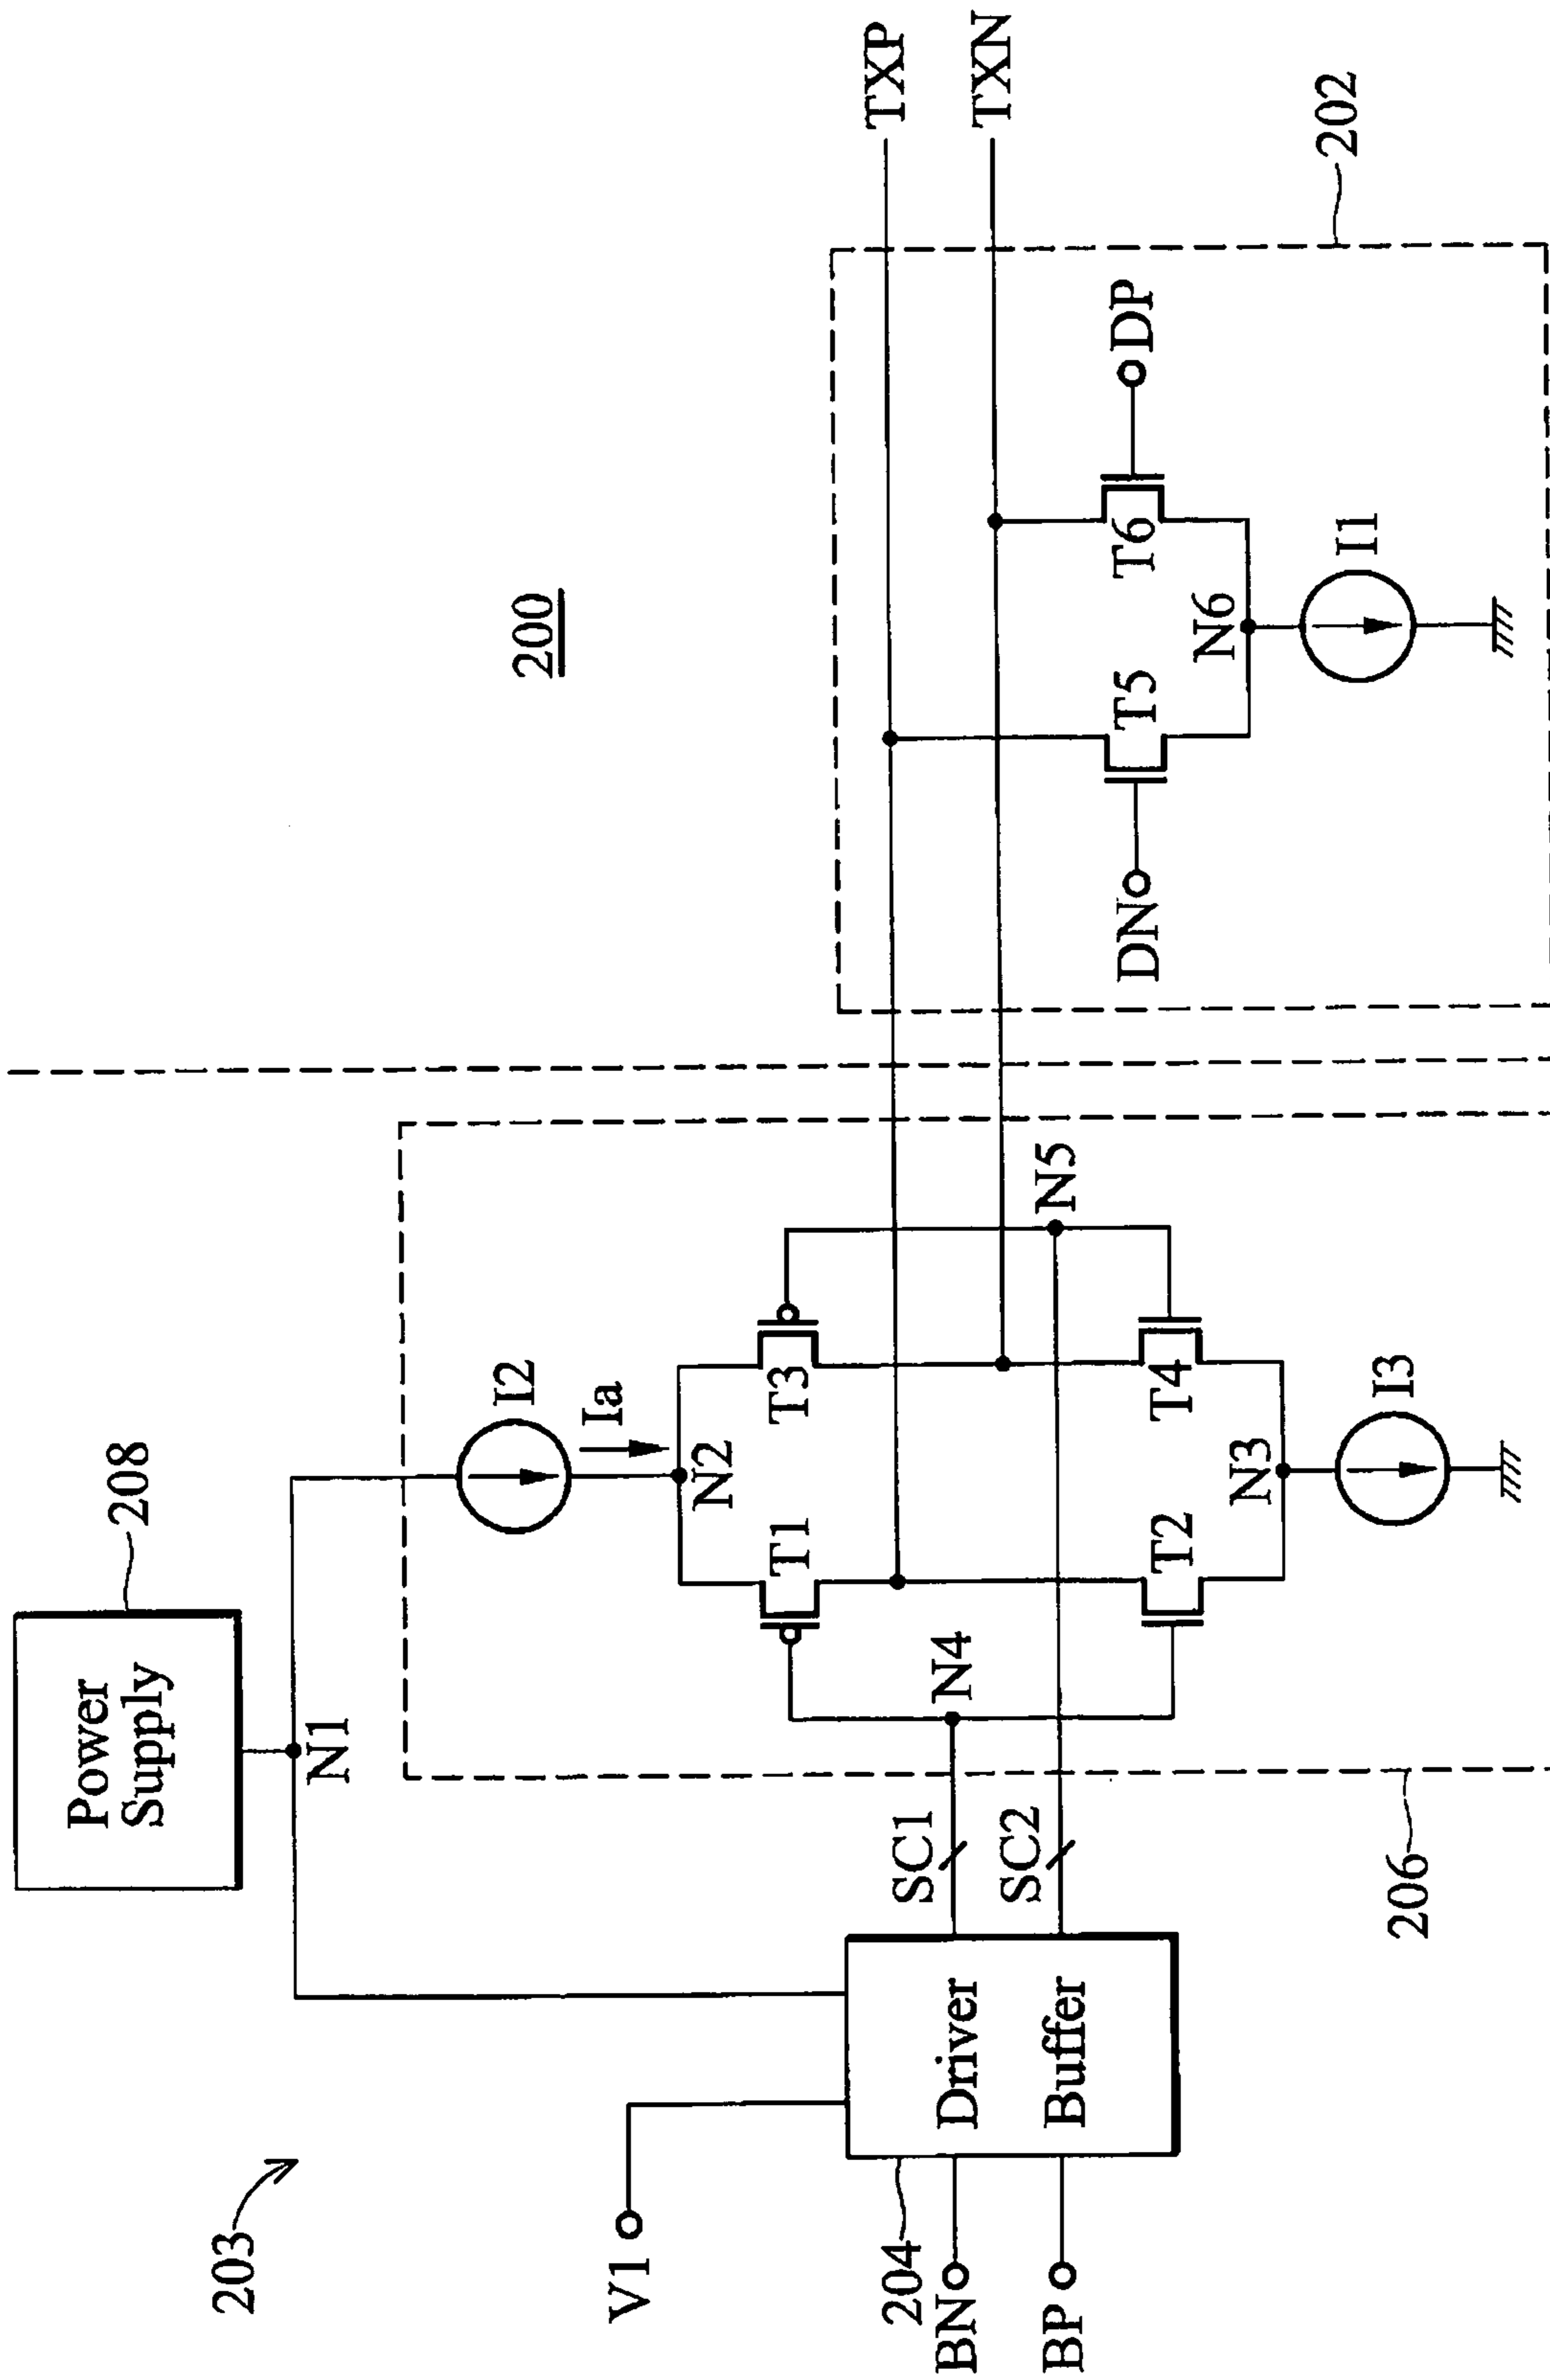 203
Power
Supply
208
N1
V1
200
I2
Ia
N2
T1
T3
TXP
TXN
N4
N5
204
BN
BP
Driver
Buffer
SC1
SC2
T2
T4
N3
I3
206
DN
T5
T6
DP
N6
I1
202